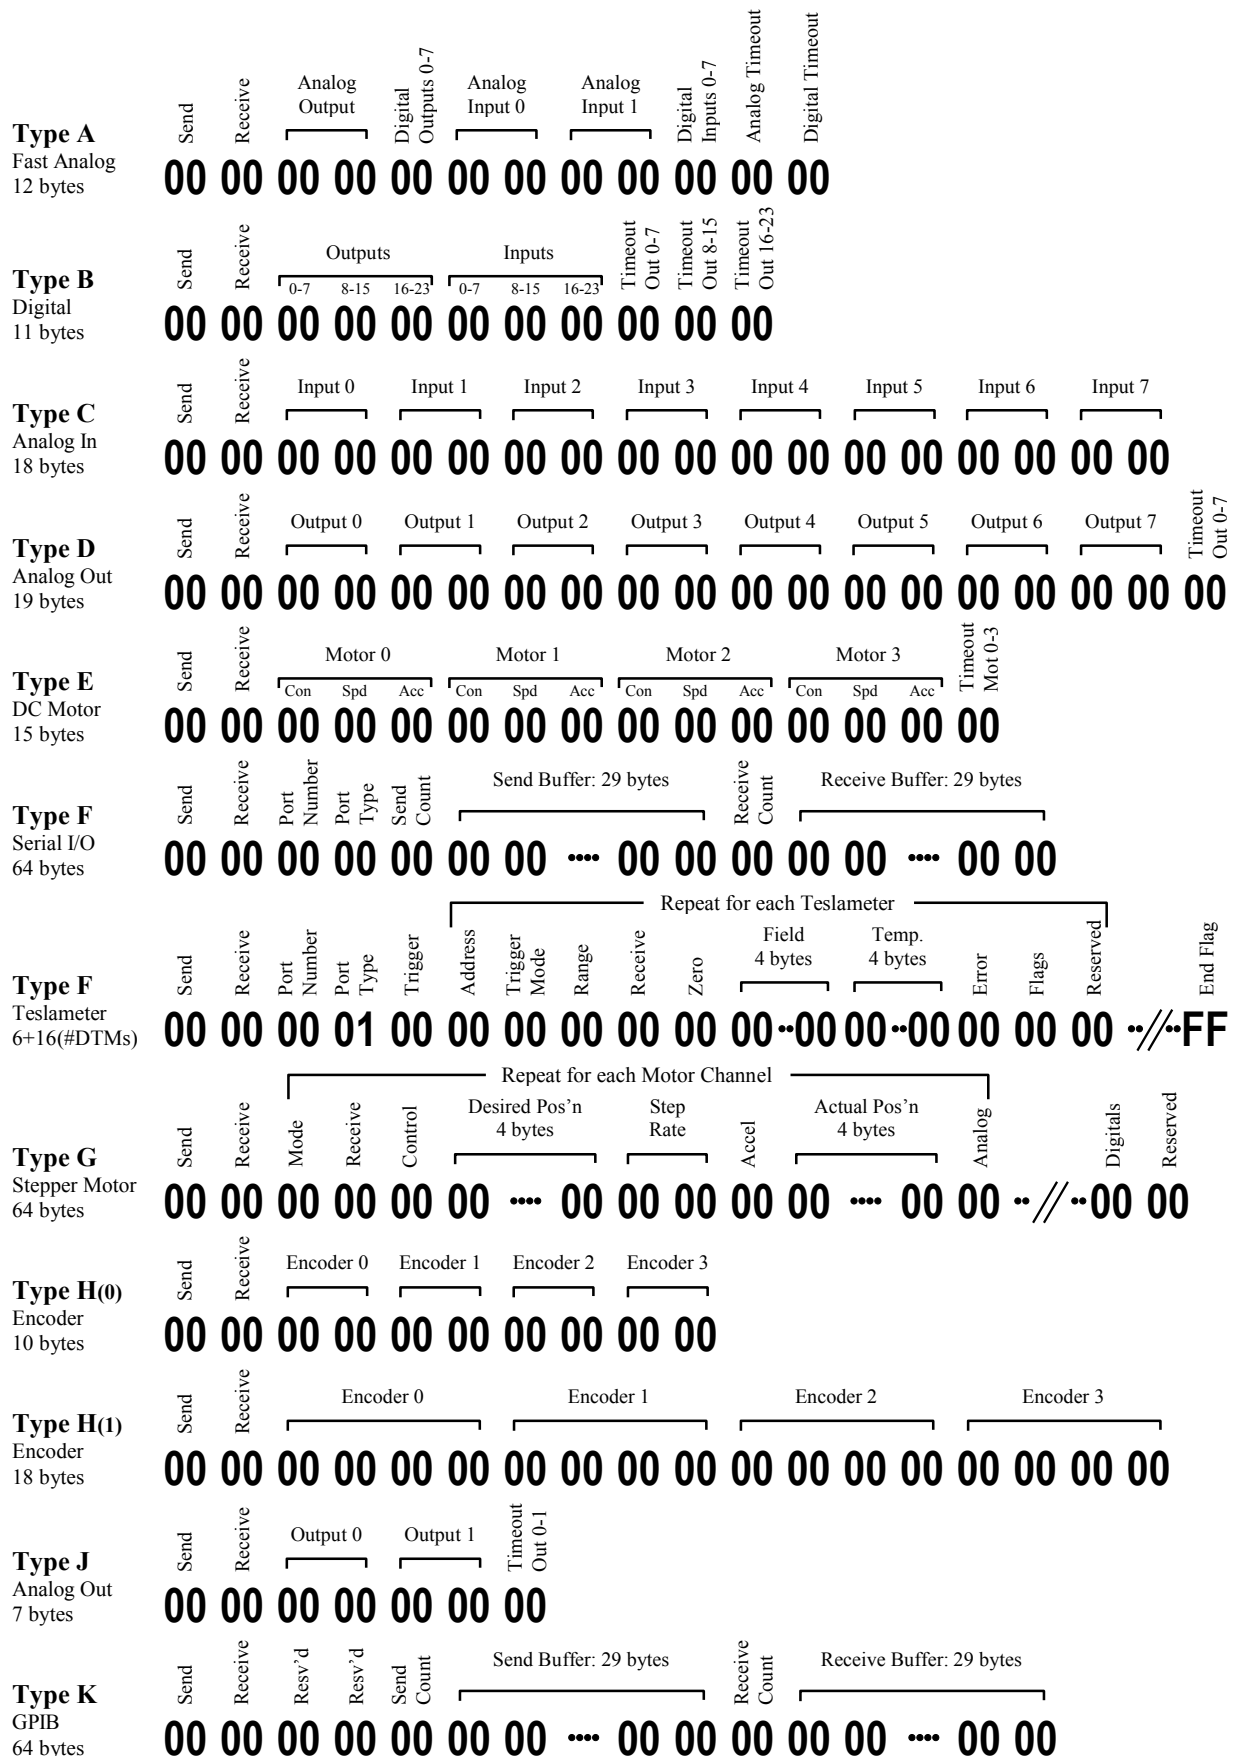 Send
Receive
Analog
Output
Digital
Outputs 0-7
Analog
Input 0
Analog
Input 1
Digital
Inputs 0-7
Analog Timeout
Digital Timeout
Type A
Fast Analog
12 bytes
00 00 00 00 00 00 00 00 00 00 00 00
Send
Receive
Outputs
0-7 8-15 16-23
Inputs
0-7 8-15 16-23
Timeout
Out 0-7
Timeout
Out 8-15
Timeout
Out 16-23
Type B
Digital
11 bytes
00 00 00 00 00 00 00 00 00 00 00
Send
Receive
Input 0 Input 1 Input 2 Input 3 Input 4 Input 5 Input 6 Input 7
Type C
Analog In
18 bytes
00 00 00 00 00 00 00 00 00 00 00 00 00 00 00 00 00 00
Send
Receive
Output 0 Output 1 Output 2 Output 3 Output 4 Output 5 Output 6 Output 7
Timeout
Out 0-7
Type D
Analog Out
19 bytes
00 00 00 00 00 00 00 00 00 00 00 00 00 00 00 00 00 00 00
Send
Receive
Motor 0 Motor 1 Motor 2 Motor 3
Con Spd Acc Con Spd Acc Con Spd Acc Con Spd Acc
Timeout
Mot 0-3
Type E
DC Motor
15 bytes
00 00 00 00 00 00 00 00 00 00 00 00 00 00 00
Send
Receive
Port
Number
Port
Type
Send
Count
Send Buffer: 29 bytes
Receive
Count
Receive Buffer: 29 bytes
Type F
Serial I/O
64 bytes
00 00 00 00 00 00 00 •••• 00 00 00 00 00 •••• 00 00
Repeat for each Teslameter
Send
Receive
Port
Number
Port
Type
Trigger
Address
Trigger
Mode
Range
Receive
Zero
Field
4 bytes
Temp.
4 bytes
Error
Flags
Reserved
End Flag
Type F
Teslameter
6+16(#DTMs)
00 00 00 01 00 00 00 00 00 00 00••00 00••00 00 00 00 ••//••FF
Repeat for each Motor Channel
Send
Receive
Mode
Receive
Control
Desired Pos'n
4 bytes
Step
Rate
Accel
Actual Pos'n
4 bytes
Analog
Digitals
Reserved
Type G
Stepper Motor
64 bytes
00 00 00 00 00 00 •••• 00 00 00 00 00 •••• 00 00 ••//••00 00
Send
Receive
Encoder 0 Encoder 1 Encoder 2 Encoder 3
Type H(0)
Encoder
10 bytes
00 00 00 00 00 00 00 00 00 00
Send
Receive
Encoder 0 Encoder 1 Encoder 2 Encoder 3
Type H(1)
Encoder
18 bytes
00 00 00 00 00 00 00 00 00 00 00 00 00 00 00 00 00 00
Send
Receive
Output 0 Output 1
Timeout
Out 0-1
Type J
Analog Out
7 bytes
00 00 00 00 00 00 00
Send
Receive
Resv'd
Resv'd
Send
Count
Send Buffer: 29 bytes
Receive
Count
Receive Buffer: 29 bytes
Type K
GPIB
64 bytes
00 00 00 00 00 00 00 •••• 00 00 00 00 00 •••• 00 00